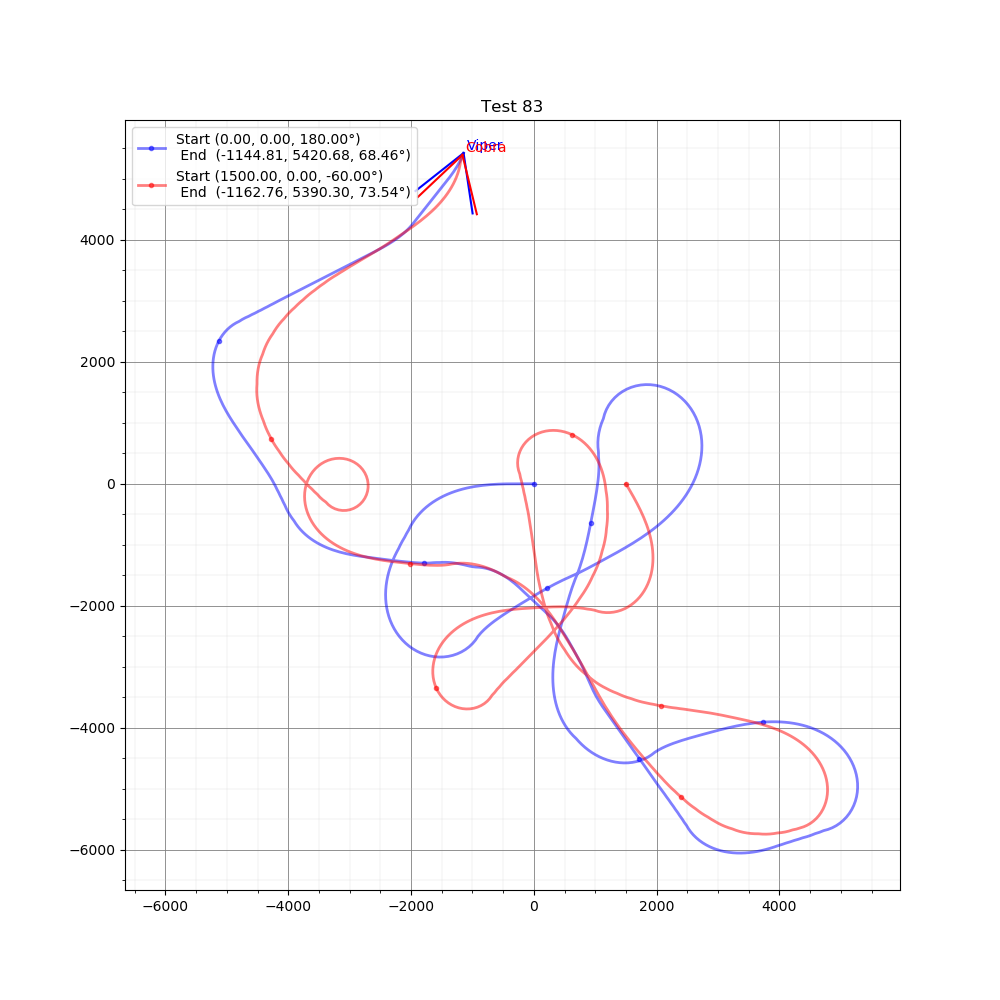 Test 83
Start (0.00, 0.00, 180.00°)
End (-1144.81, 5420.68, 68.46°)
Start (1500.00, 0.00, -60.00°)
End (-1162.76, 5390.30, 73.54°)
Viper
Cobra
4000
2000
0
−2000
−4000
−6000
−6000 −4000 −2000 0 2000 4000